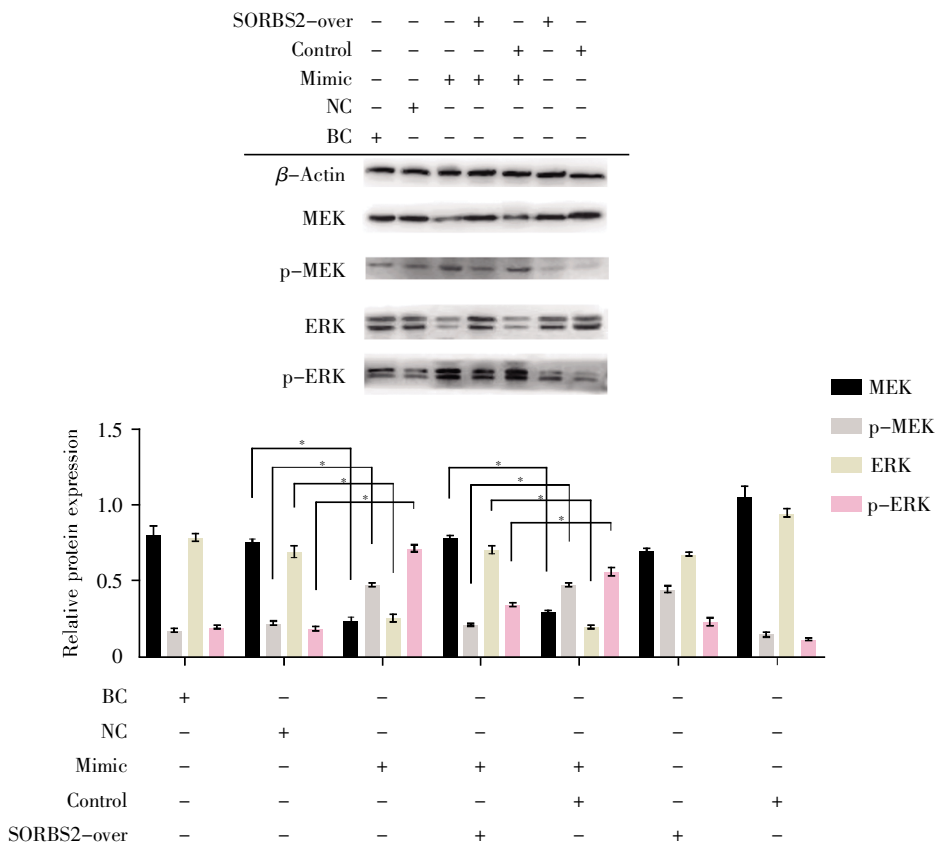 SORBS2-over − − − + − + −
Control − − − − + − +
Mimic − − + + + − −
NC − + − − − − −
BC + − − − − − −
β-Actin
MEK
p-MEK
ERK
p-ERK
MEK
p-MEK
ERK
p-ERK
Relative protein expression
1.5
1.0
0.5
0
* * * * * * * *
BC + − − − − − −
NC − + − − − − −
Mimic − − + + + − −
Control − − − − + − +
SORBS2-over − − − + − + −